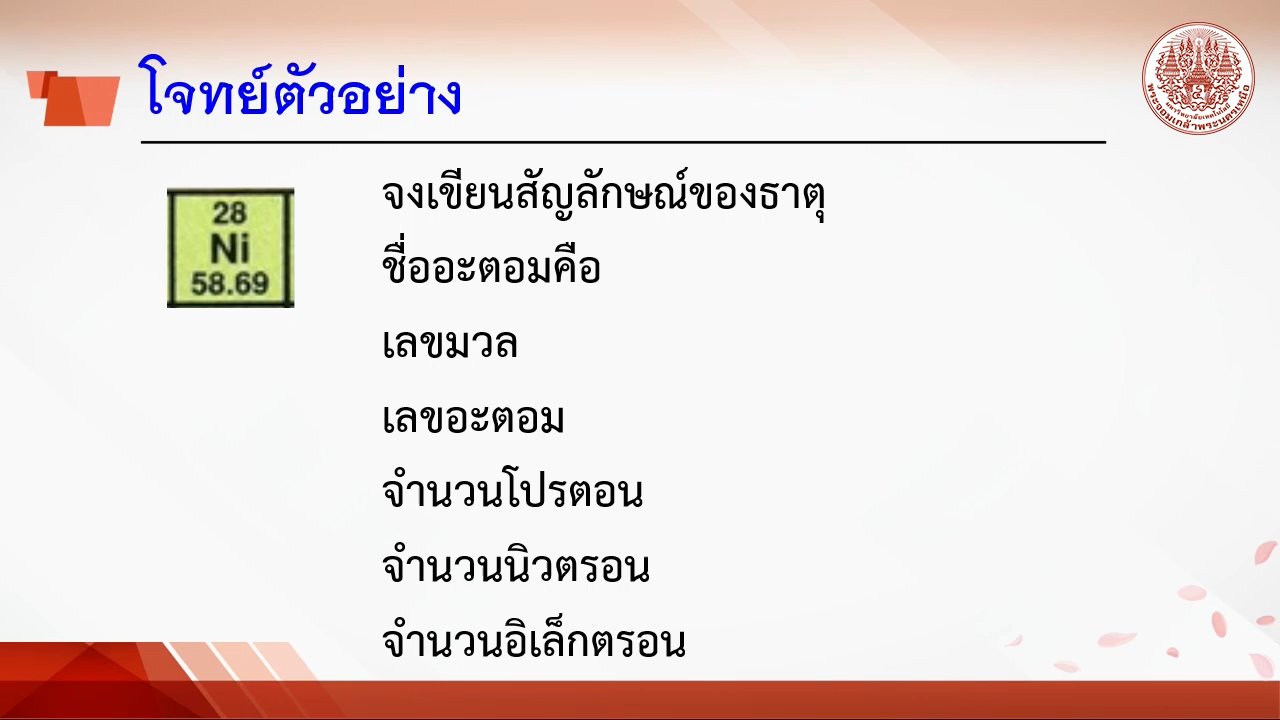 โจทย์ตัวอย่าง
28
Ni
58.69
จงเขียนสัญลักษณ์ของธาตุ
ชื่ออะตอมคือ
เลขมวล
เลขอะตอม
จำนวนโปรตอน
จำนวนนิวตรอน
จำนวนอิเล็กตรอน